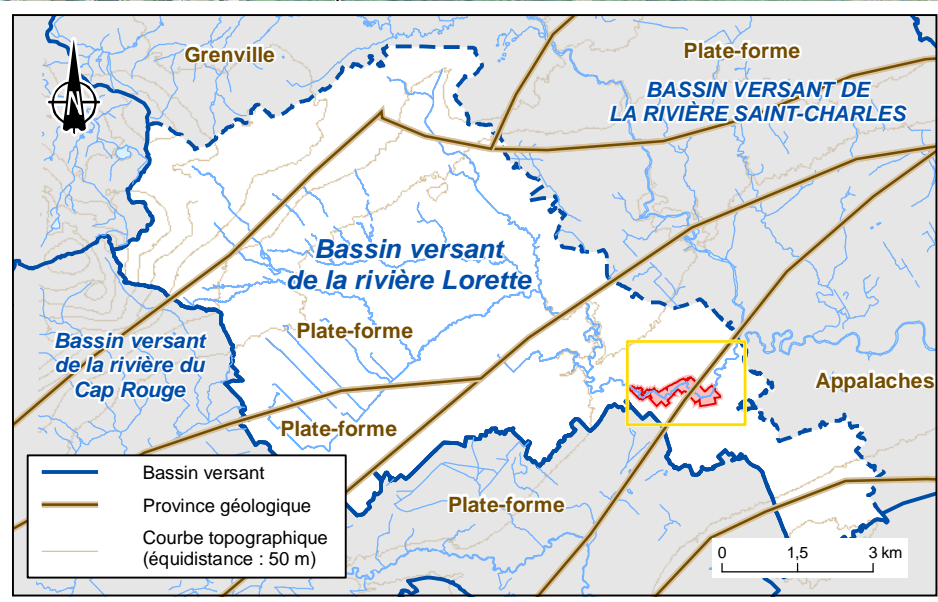 Grenville
Plate-forme
N
BASSIN VERSANT DE
LA RIVIÈRE SAINT-CHARLES
Bassin versant
de la rivière Lorette
Plate-forme
Bassin versant
de la rivière du
Cap Rouge
Appalaches
Plate-forme
Plate-forme
Bassin versant
Province géologique
Courbe topographique
(équidistance : 50 m)
0 1,5 3 km